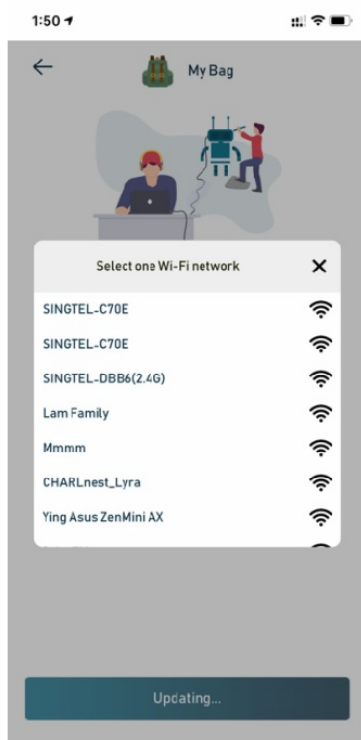 1:50
My Bag
Select one Wi-Fi network
SINGTEL-C70E
SINGTEL-C70E
SINGTEL-DBB6(2.4G)
Lam Family
Mmmm
CHARLnest_Lyra
Ying Asus ZenMini AX
Updating...